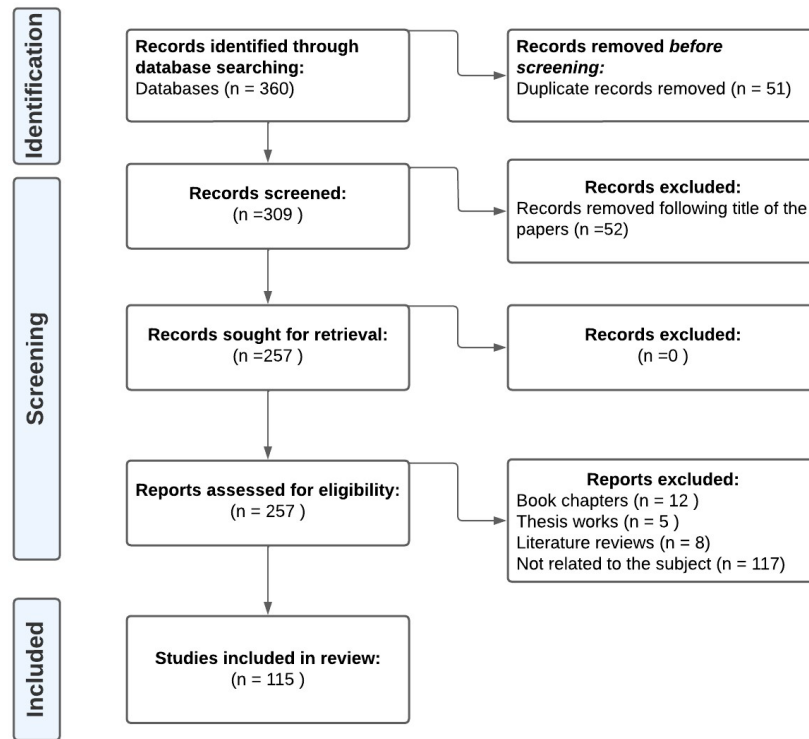 Identification
Records identified through
database searching:
Databases (n = 360)
Records removed before
screening:
Duplicate records removed (n = 51)
Screening
Records screened:
(n =309 )
Records excluded:
Records removed following title of the
papers (n =52)
Records sought for retrieval:
(n =257 )
Records excluded:
(n =0 )
Reports assessed for eligibility:
(n = 257 )
Reports excluded:
Book chapters (n = 12 )
Thesis works (n = 5 )
Literature reviews (n = 8)
Not related to the subject (n = 117)
Included
Studies included in review:
(n = 115 )